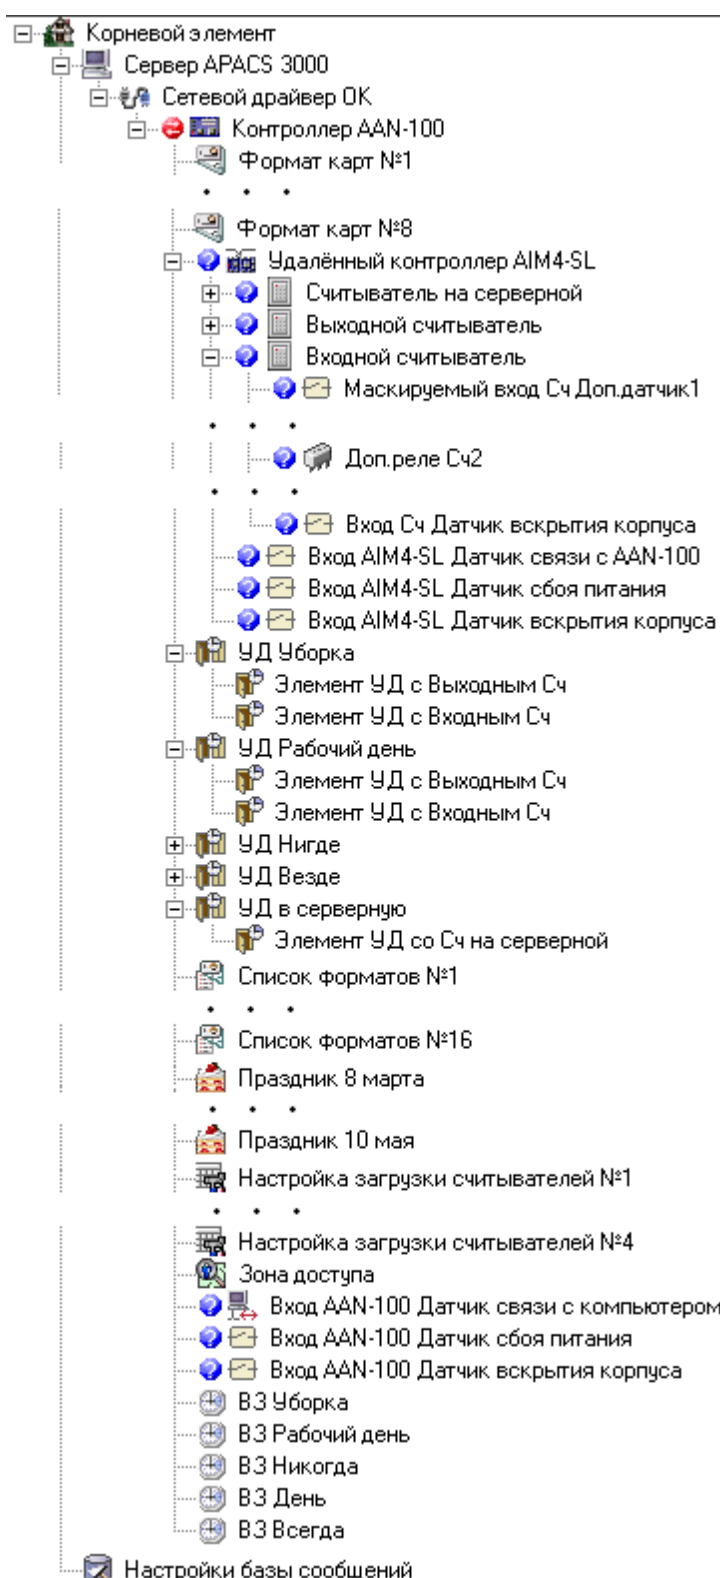 Корневой элемент
Сервер APACS 3000
Сетевой драйвер ОК
Контроллер AAN-100
Формат карт №1
• • •
Формат карт №8
Удалённый контроллер AIM4-SL
Считыватель на серверной
Выходной считыватель
Входной считыватель
Маскируемый вход Сч Доп.датчик1
• • •
Доп.реле Сч2
• • •
Вход Сч Датчик вскрытия корпуса
Вход AIM4-SL Датчик связи с AAN-100
Вход AIM4-SL Датчик сбоя питания
Вход AIM4-SL Датчик вскрытия корпуса
УД Уборка
Элемент УД с Выходным Сч
Элемент УД с Входным Сч
УД Рабочий день
Элемент УД с Выходным Сч
Элемент УД с Входным Сч
УД Нигде
УД Везде
УД в серверную
Элемент УД со Сч на серверной
Список форматов №1
• • •
Список форматов №16
Праздник 8 марта
• • •
Праздник 10 мая
Настройка загрузки считывателей №1
• • •
Настройка загрузки считывателей №4
Зона доступа
Вход AAN-100 Датчик связи с компьютером
Вход AAN-100 Датчик сбоя питания
Вход AAN-100 Датчик вскрытия корпуса
ВЗ Уборка
ВЗ Рабочий день
ВЗ Никогда
ВЗ День
ВЗ Всегда
Настройки базы сообщений